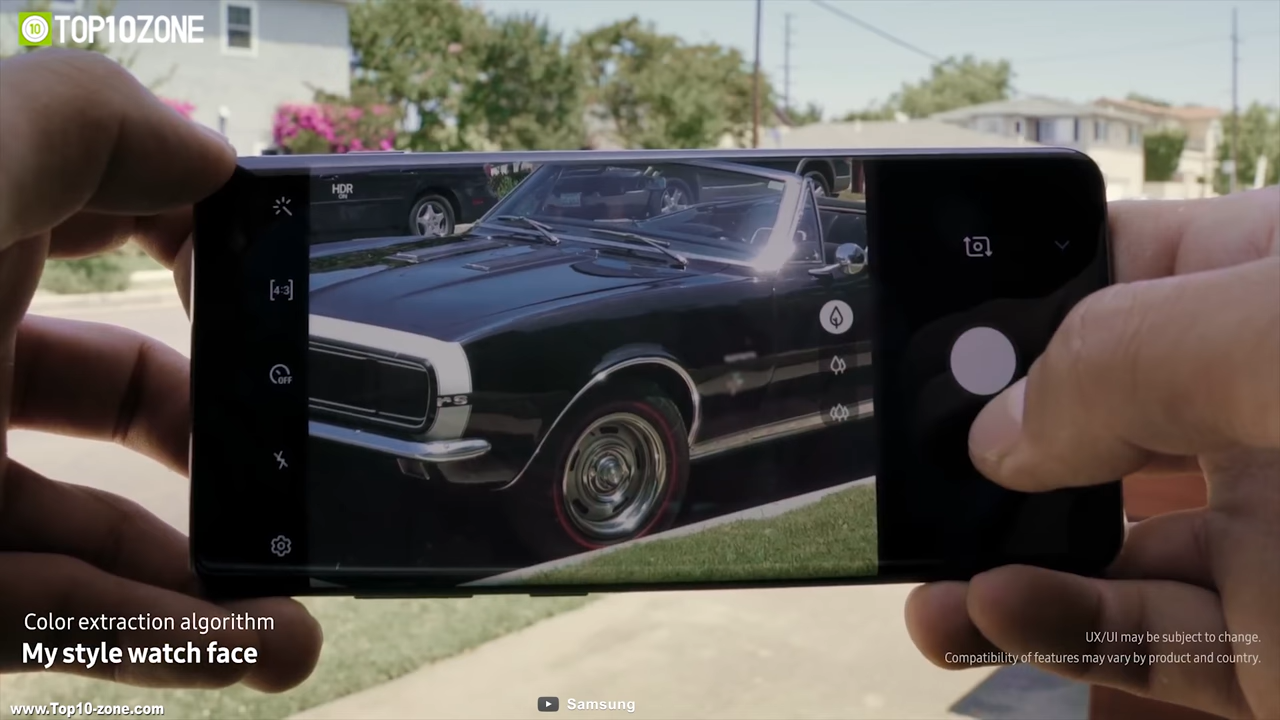 TOP10ZONE
HDR
ON
4:3
OFF
Color extraction algorithm
My style watch face
UX/UI may be subject to change.
Compatibility of features may vary by product and country.
www.Top10-zone.com
Samsung